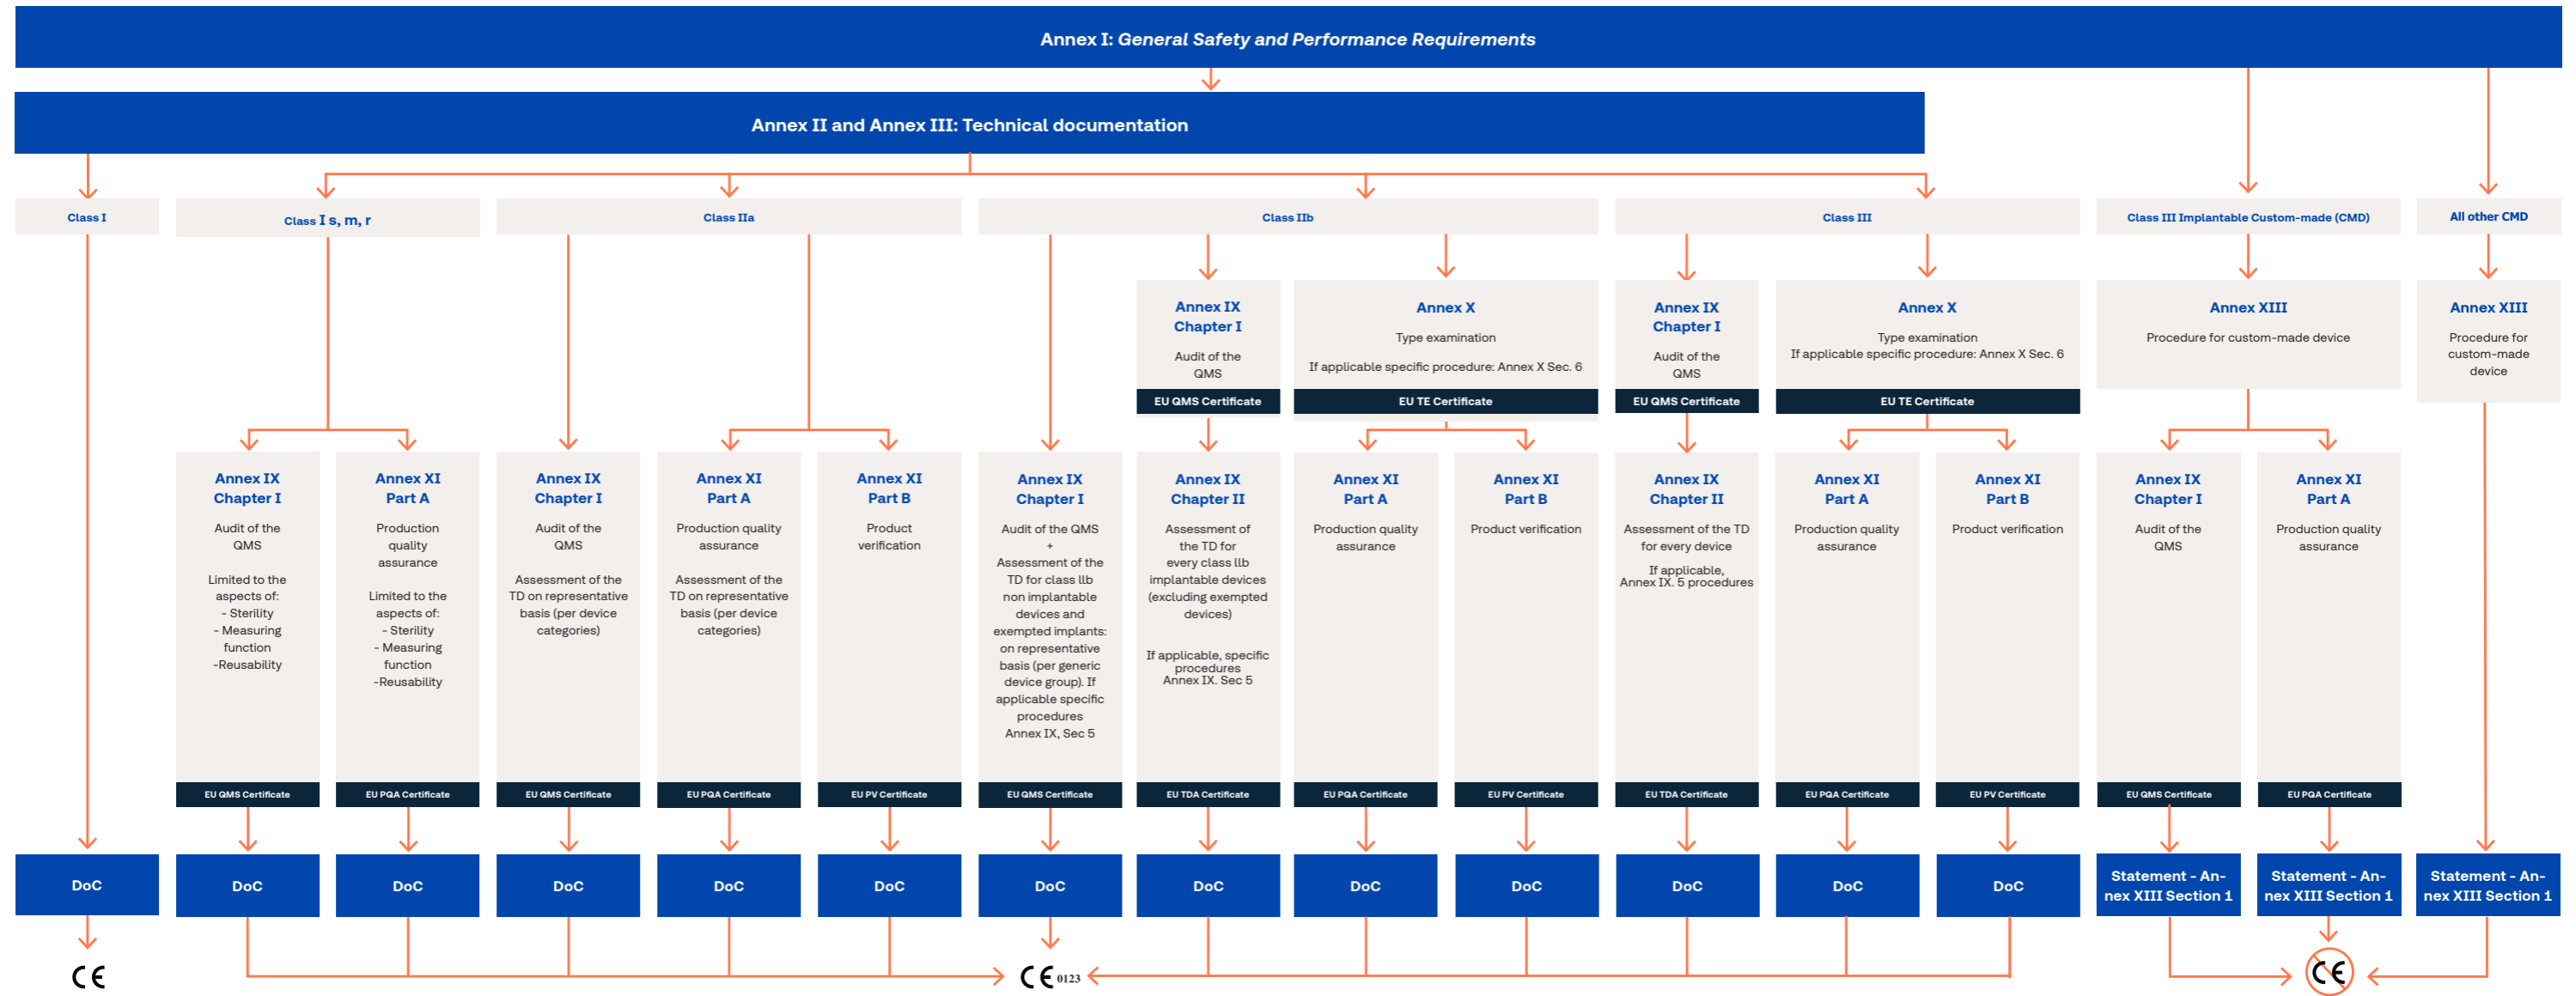 Annex I: General Safety and Performance Requirements
Annex II and Annex III: Technical documentation
Class I
Class I s, m, r
Class IIa
Class IIb
Class III
Class III Implantable Custom-made (CMD)
All other CMD
Annex IX
Chapter I
Audit of the
QMS
EU QMS Certificate
Annex X
Type examination
If applicable specific procedure: Annex X Sec. 6
EU TE Certificate
Annex IX
Chapter I
Audit of the
QMS
EU QMS Certificate
Annex X
Type examination
If applicable specific procedure: Annex X Sec. 6
EU TE Certificate
Annex XIII
Procedure for custom-made device
Annex XIII
Procedure for
custom-made
device
Annex IX
Chapter I
Audit of the
QMS
Limited to the
aspects of:
- Sterility
- Measuring
function
-Reusability
EU QMS Certificate
Annex XI
Part A
Production
quality
assurance
Limited to the
aspects of:
- Sterility
- Measuring
function
-Reusability
EU PQA Certificate
Annex IX
Chapter I
Audit of the
QMS
Assessment of the
TD on representative
basis (per device
categories)
EU QMS Certificate
Annex XI
Part A
Production quality
assurance
Assessment of the
TD on representative
basis (per device
categories)
EU PQA Certificate
Annex XI
Part B
Product
verification
EU PV Certificate
Annex IX
Chapter I
Audit of the QMS
+
Assessment of the
TD for class llb
non implantable
devices and
exempted implants:
on representative
basis (per generic
device group). If
applicable specific
procedures
Annex IX, Sec 5
EU QMS Certificate
Annex IX
Chapter II
Assessment of
the TD for
every class llb
implantable devices
(excluding exempted
devices)
If applicable, specific
procedures
Annex IX. Sec 5
EU TDA Certificate
Annex XI
Part A
Production quality
assurance
EU PQA Certificate
Annex XI
Part B
Product verification
EU PV Certificate
Annex IX
Chapter II
Assessment of the TD
for every device
If applicable,
Annex IX. 5 procedures
EU TDA Certificate
Annex XI
Part A
Production quality
assurance
EU PQA Certificate
Annex XI
Part B
Product verification
EU PV Certificate
Annex IX
Chapter I
Audit of the
QMS
EU QMS Certificate
Annex XI
Part A
Production quality
assurance
EU PQA Certificate
DoC
DoC
DoC
DoC
DoC
DoC
DoC
DoC
DoC
DoC
DoC
DoC
DoC
Statement - An-
nex XIII Section 1
Statement - An-
nex XIII Section 1
Statement - An-
nex XIII Section 1
CE
CE 0123
CE